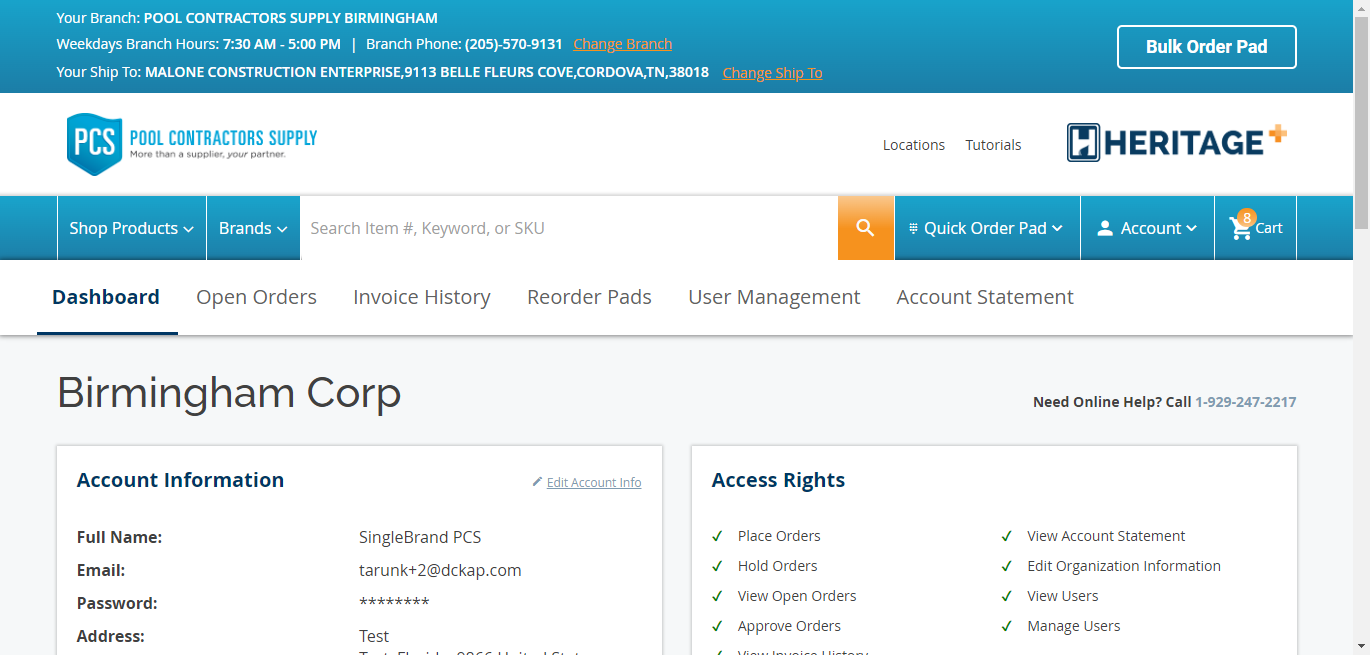 Your Branch: POOL CONTRACTORS SUPPLY BIRMINGHAM
Weekdays Branch Hours: 7:30 AM - 5:00 PM | Branch Phone: (205)-570-9131 Change Branch
Your Ship To: MALONE CONSTRUCTION ENTERPRISE,9113 BELLE FLEURS COVE,CORDOVA,TN,38018 Change Ship To
Bulk Order Pad
PCS POOL CONTRACTORS SUPPLY
More than a supplier, your partner.
Locations Tutorials
H HERITAGE+
Shop Products Brands Search Item #, Keyword, or SKU Quick Order Pad Account 8 Cart
Dashboard Open Orders Invoice History Reorder Pads User Management Account Statement
Birmingham Corp
Need Online Help? Call 1-929-247-2217
Account Information Edit Account Info
Full Name: SingleBrand PCS
Email: tarunk+2@dckap.com
Password: ********
Address: Test
Access Rights
Place Orders View Account Statement
Hold Orders Edit Organization Information
View Open Orders View Users
Approve Orders Manage Users
View Invoice History